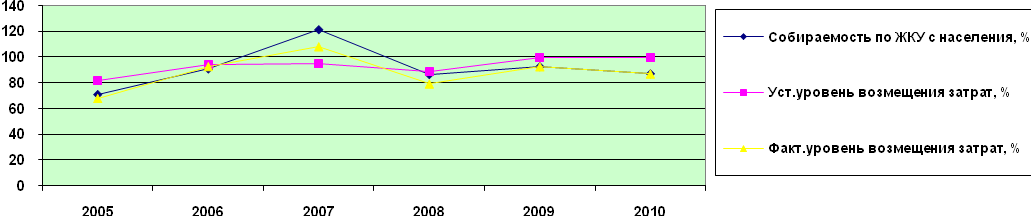 140
120
100
80
60
40
20
0
2005 2006 2007 2008 2009 2010
Собираемость по ЖКУ с населения, %
Уст.уровень возмещения затрат, %
Факт.уровень возмещения затрат, %